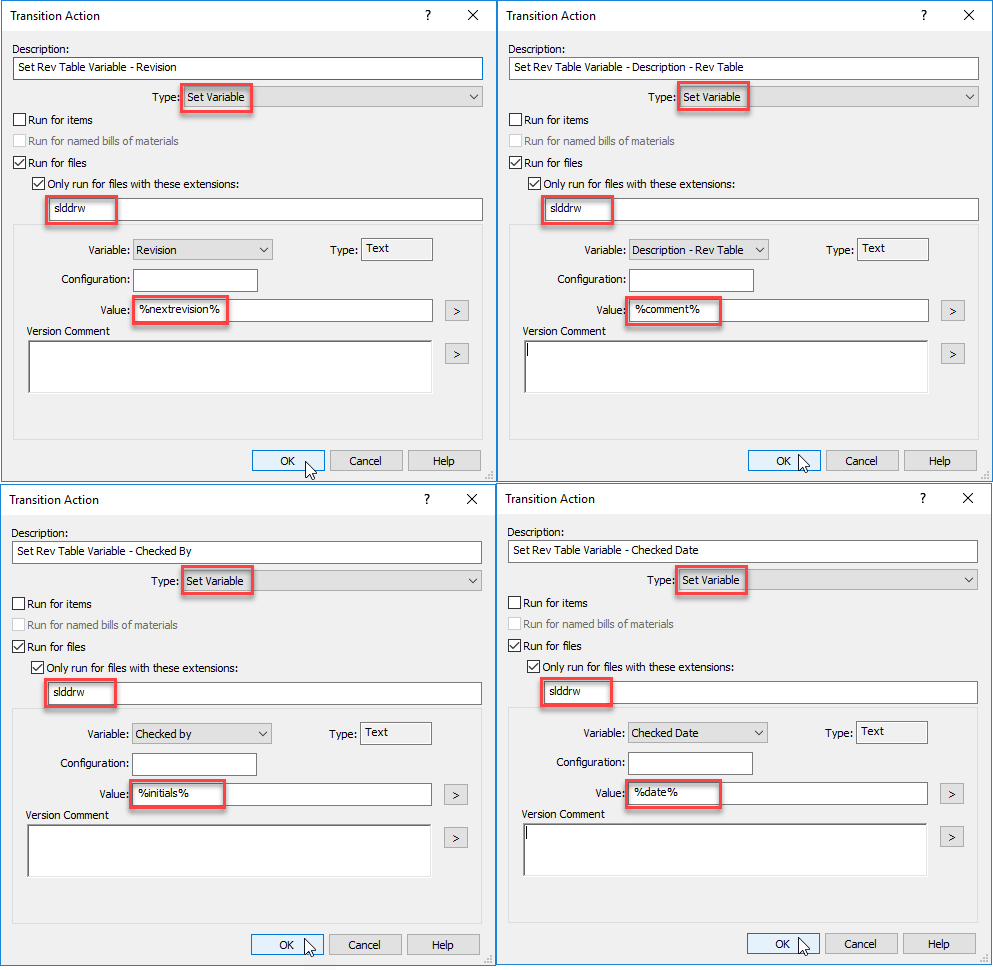 Transition Action ? ✕
Description:
Set Rev Table Variable - Revision
Type: Set Variable
Run for items
Run for named bills of materials
Run for files
Only run for files with these extensions:
slddrw
Variable: Revision Type: Text
Configuration:
Value: %nextrevision% >
Version Comment
>
OK Cancel Help
Transition Action ? ✕
Description:
Set Rev Table Variable - Description - Rev Table
Type: Set Variable
Run for items
Run for named bills of materials
Run for files
Only run for files with these extensions:
slddrw
Variable: Description - Rev Table Type: Text
Configuration:
Value: %comment% >
Version Comment
>
OK Cancel Help
Transition Action ? ✕
Description:
Set Rev Table Variable - Checked By
Type: Set Variable
Run for items
Run for named bills of materials
Run for files
Only run for files with these extensions:
slddrw
Variable: Checked by Type: Text
Configuration:
Value: %initials% >
Version Comment
>
OK Cancel Help
Transition Action ? ✕
Description:
Set Rev Table Variable - Checked Date
Type: Set Variable
Run for items
Run for named bills of materials
Run for files
Only run for files with these extensions:
slddrw
Variable: Checked Date Type: Text
Configuration:
Value: %date% >
Version Comment
>
OK Cancel Help